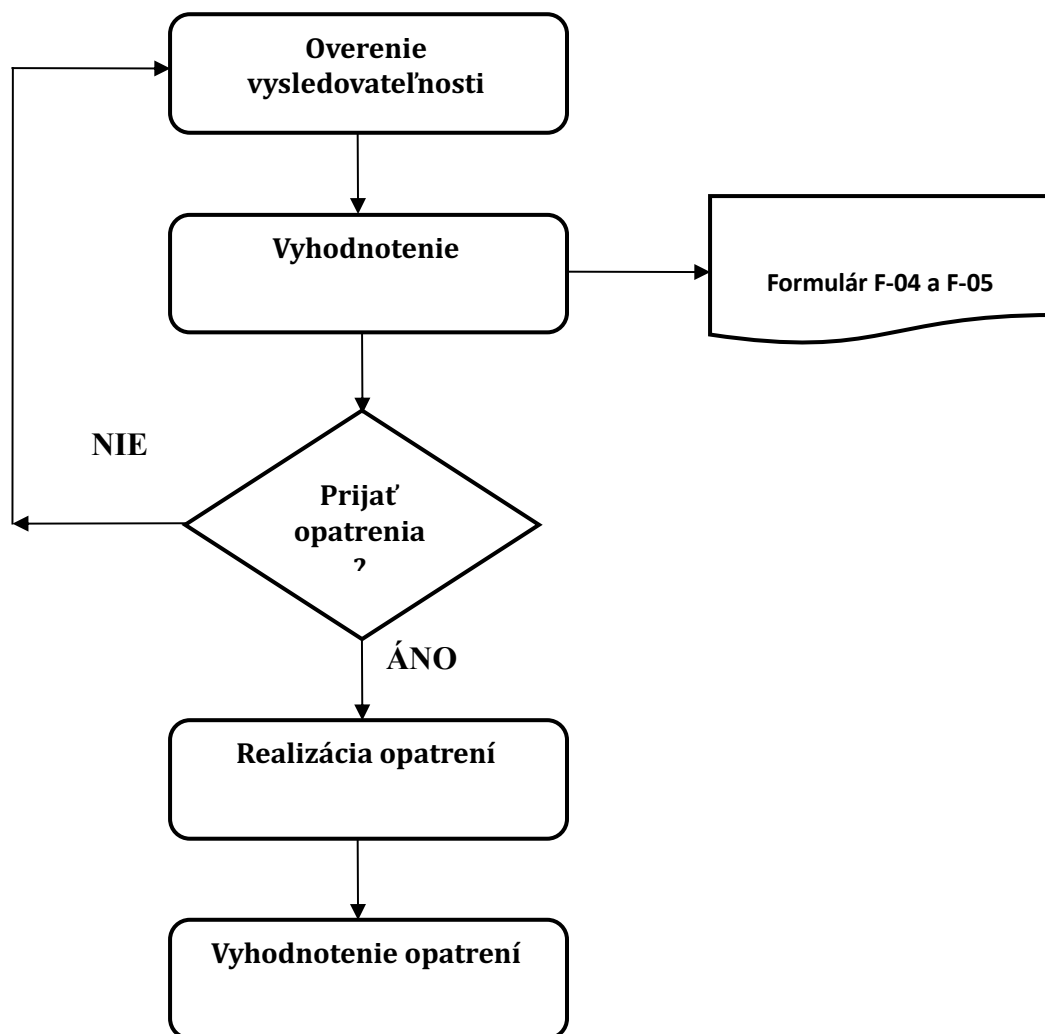 Overenie
vysledovateľnosti
Vyhodnotenie
Formulár F-04 a F-05
NIE
Prijať
opatrenia
?
ÁNO
Realizácia opatrení
Vyhodnotenie opatrení